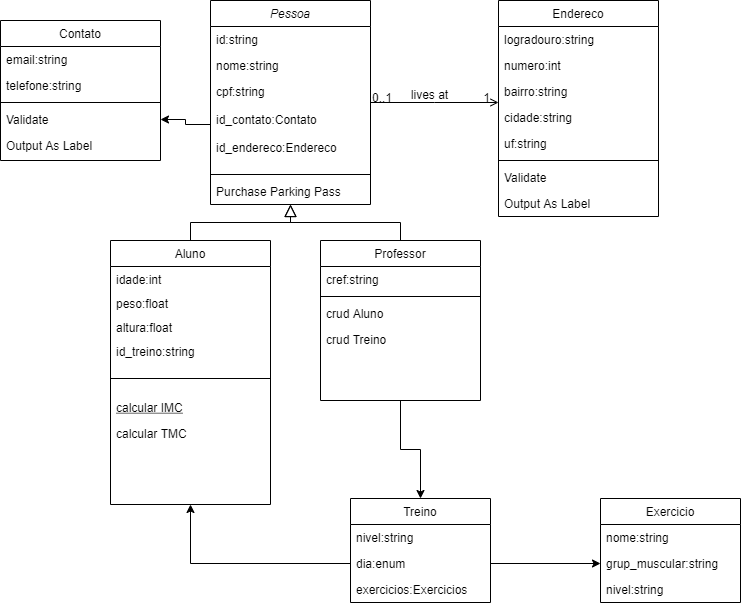 Contato
email:string
telefone:string
Validate
Output As Label
Pessoa
id:string
nome:string
cpf:string
id_contato:Contato
id_endereco:Endereco
Purchase Parking Pass
0..1
lives at
1
Endereco
logradouro:string
numero:int
bairro:string
cidade:string
uf:string
Validate
Output As Label
Aluno
idade:int
peso:float
altura:float
id_treino:string
calcular IMC
calcular TMC
Professor
cref:string
crud Aluno
crud Treino
Treino
nivel:string
dia:enum
exercicios:Exercicios
Exercicio
nome:string
grup_muscular:string
nivel:string